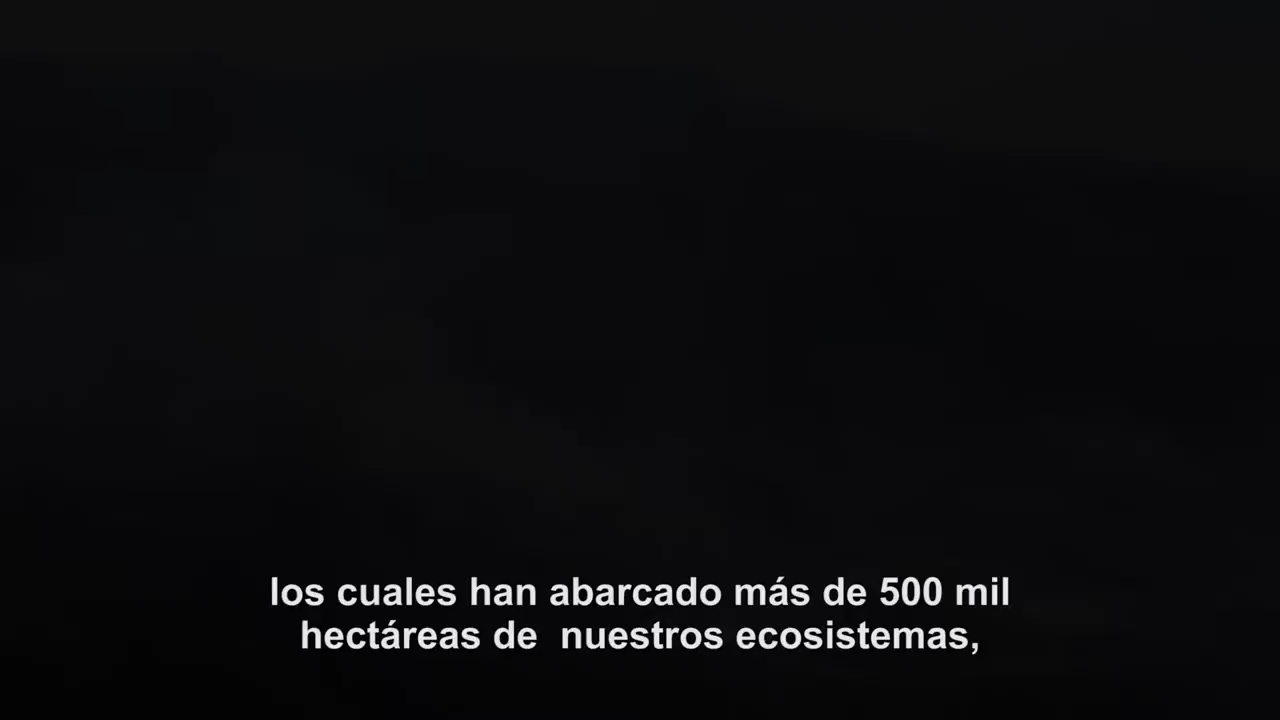 los cuales han abarcado más de 500 mil
hectáreas de  nuestros ecosistemas,